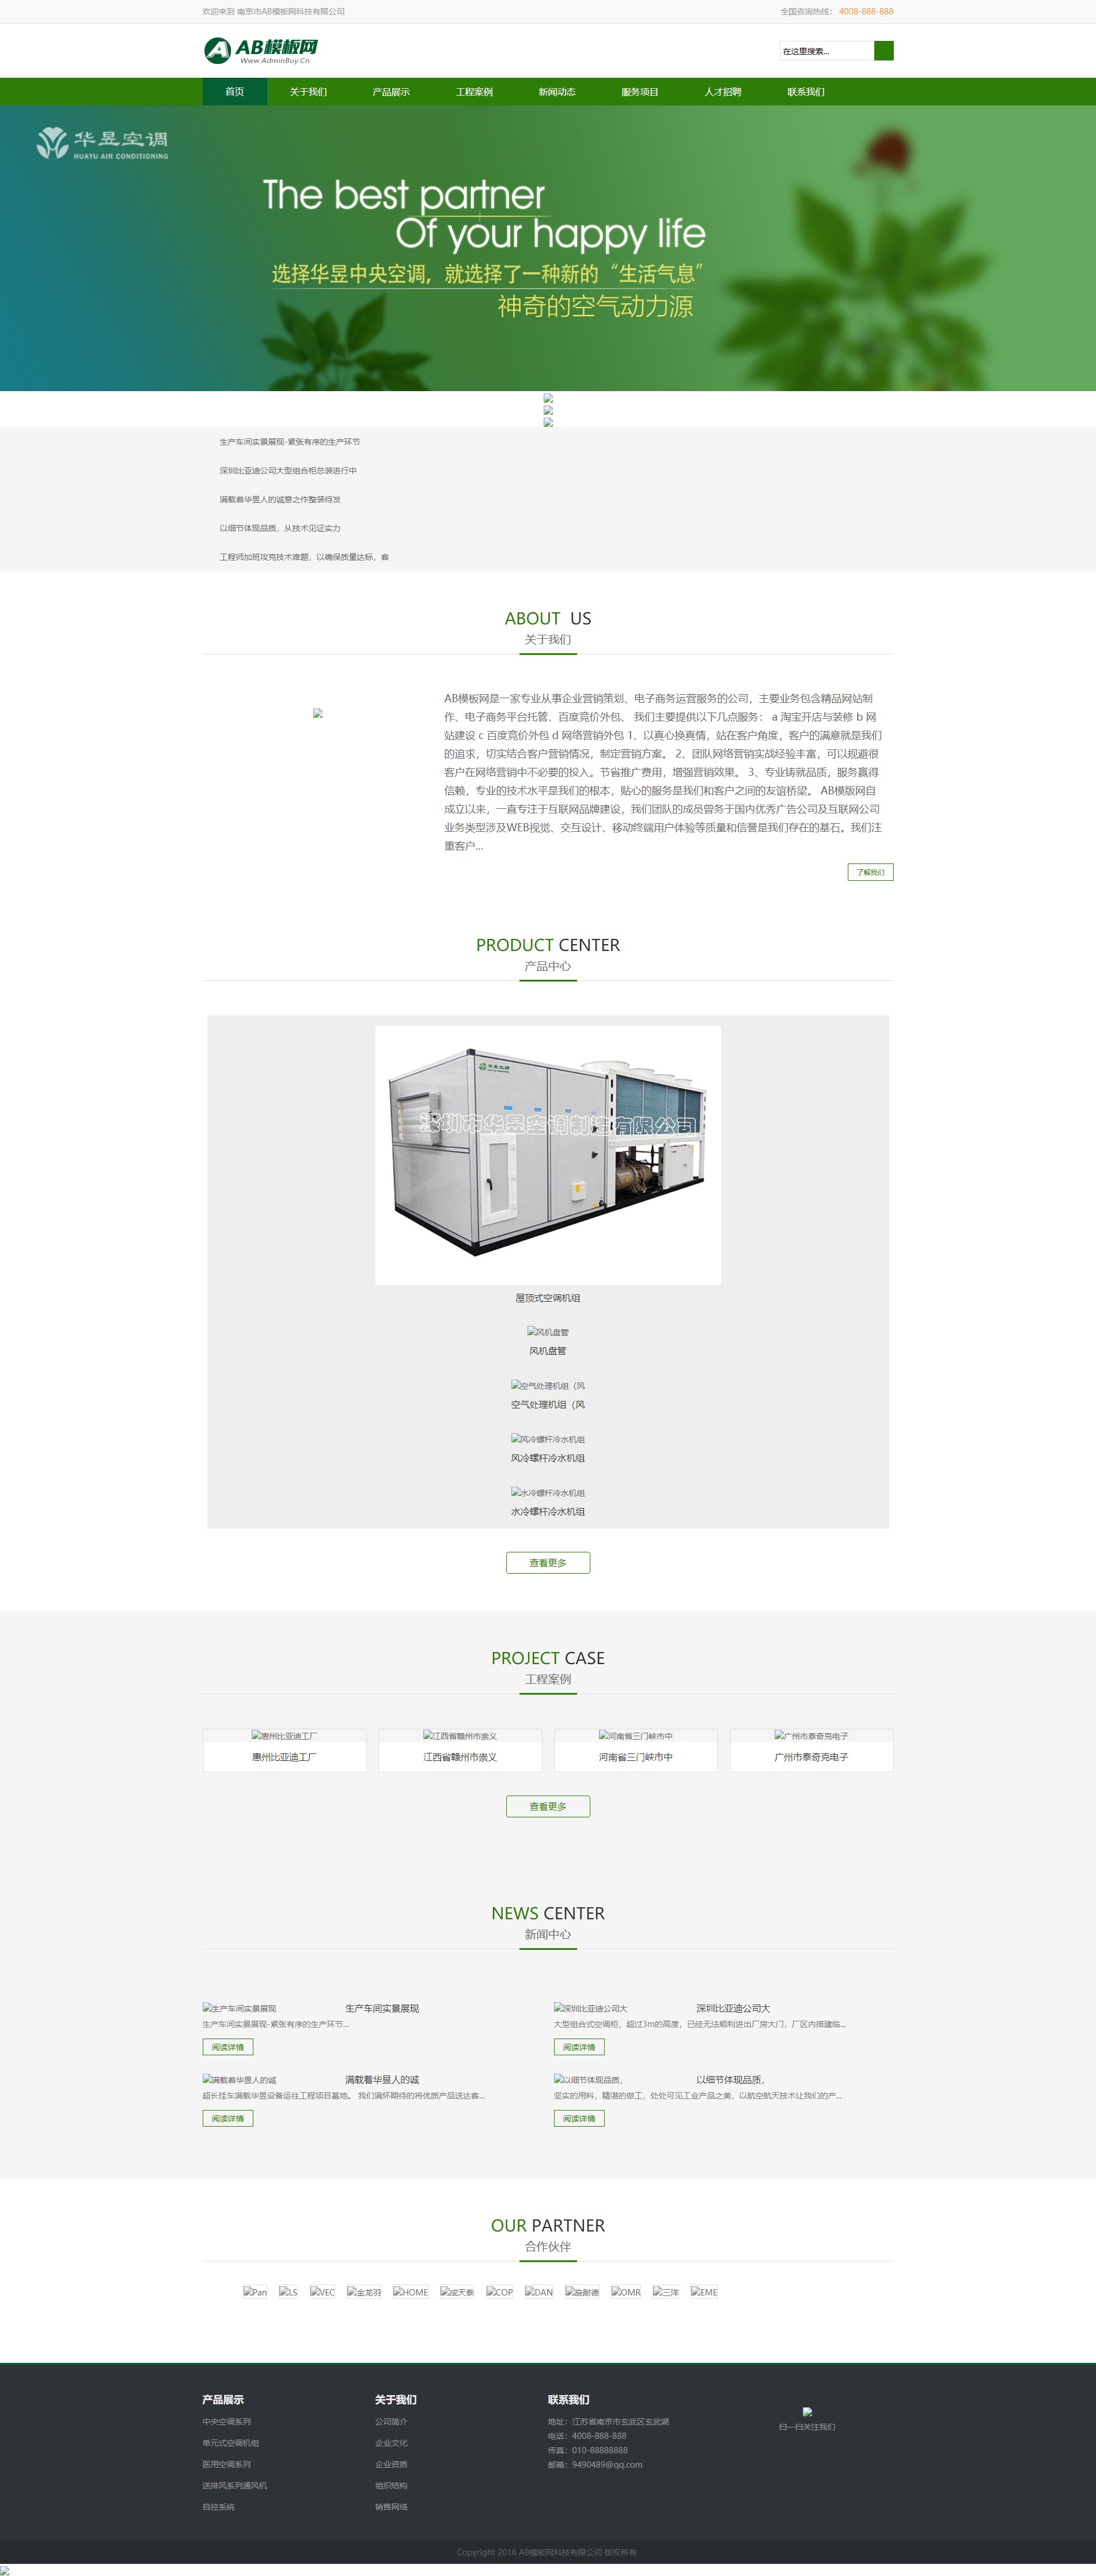 欢迎来到 南京市AB模板网科技有限公司
全国咨询热线： 4008-888-888
AB模板网
Www.AdminBuy.Cn
在这里搜索...
首页 关于我们 产品展示 工程案例 新闻动态 服务项目 人才招聘 联系我们
华昱空调
HUAYU AIR CONDITIONING
The best partner
Of your happy life
选择华昱中央空调，就选择了一种新的“生活气息”
神奇的空气动力源
生产车间实景展现-紧张有序的生产环节
深圳比亚迪公司大型组合柜总装进行中
满载着华昱人的诚意之作整装待发
以细节体现品质，从技术见证实力
工程师加班攻克技术难题，以确保质量达标，客
ABOUT US
关于我们
AB模板网是一家专业从事企业营销策划、电子商务运营服务的公司，主要业务包含精品网站制
作、电子商务平台托管、百度竞价外包、 我们主要提供以下几点服务： a 淘宝开店与装修 b 网
站建设 c 百度竞价外包 d 网络营销外包 1、以真心换真情，站在客户角度，客户的满意就是我们
的追求，切实结合客户营销情况，制定营销方案。 2、团队网络营销实战经验丰富，可以规避很
客户在网络营销中不必要的投入。节省推广费用，增强营销效果。 3、专业铸就品质，服务赢得
信赖，专业的技术水平是我们的根本，贴心的服务是我们和客户之间的友谊桥梁。 AB模版网自
成立以来，一直专注于互联网品牌建设，我们团队的成员曾务于国内优秀广告公司及互联网公司
业务类型涉及WEB视觉、交互设计、移动终端用户体验等质量和信誉是我们存在的基石。我们注
重客户...
了解我们
PRODUCT CENTER
产品中心
华昱空调
深圳市华昱空调制造有限公司
屋顶式空调机组
风机盘管
风机盘管
空气处理机组（风
空气处理机组（风
风冷螺杆冷水机组
风冷螺杆冷水机组
水冷螺杆冷水机组
水冷螺杆冷水机组
查看更多
PROJECT CASE
工程案例
惠州比亚迪工厂 江西省赣州市崇义 河南省三门峡市中 广州市泰奇克电子
惠州比亚迪工厂 江西省赣州市崇义 河南省三门峡市中 广州市泰奇克电子
查看更多
NEWS CENTER
新闻中心
生产车间实景展现 生产车间实景展现
生产车间实景展现-紧张有序的生产环节...
阅读详情
深圳比亚迪公司大 深圳比亚迪公司大
大型组合式空调柜，超过3m的高度，已经无法顺利进出厂房大门，厂区内搭建临...
阅读详情
满载着华昱人的诚 满载着华昱人的诚
超长挂车满载华昱设备运往工程项目基地。 我们满怀期待的将优质产品送达客...
阅读详情
以细节体现品质， 以细节体现品质，
坚实的用料，精湛的做工，处处可见工业产品之美，以航空航天技术让我们的产...
阅读详情
OUR PARTNER
合作伙伴
Pan LS VEC 金龙羽 HOME 成天泰 COP DAN 施耐德 OMR 三洋 EME
产品展示
中央空调系列
单元式空调机组
医用空调系列
送排风系列通风机
自控系统
关于我们
公司简介
企业文化
企业资质
组织结构
销售网络
联系我们
地址：江苏省南京市玄武区玄武湖
电话：4008-888-888
传真：010-88888888
邮箱：9490489@qq.com
扫一扫关注我们
Copyright 2016 AB模板网科技有限公司 版权所有